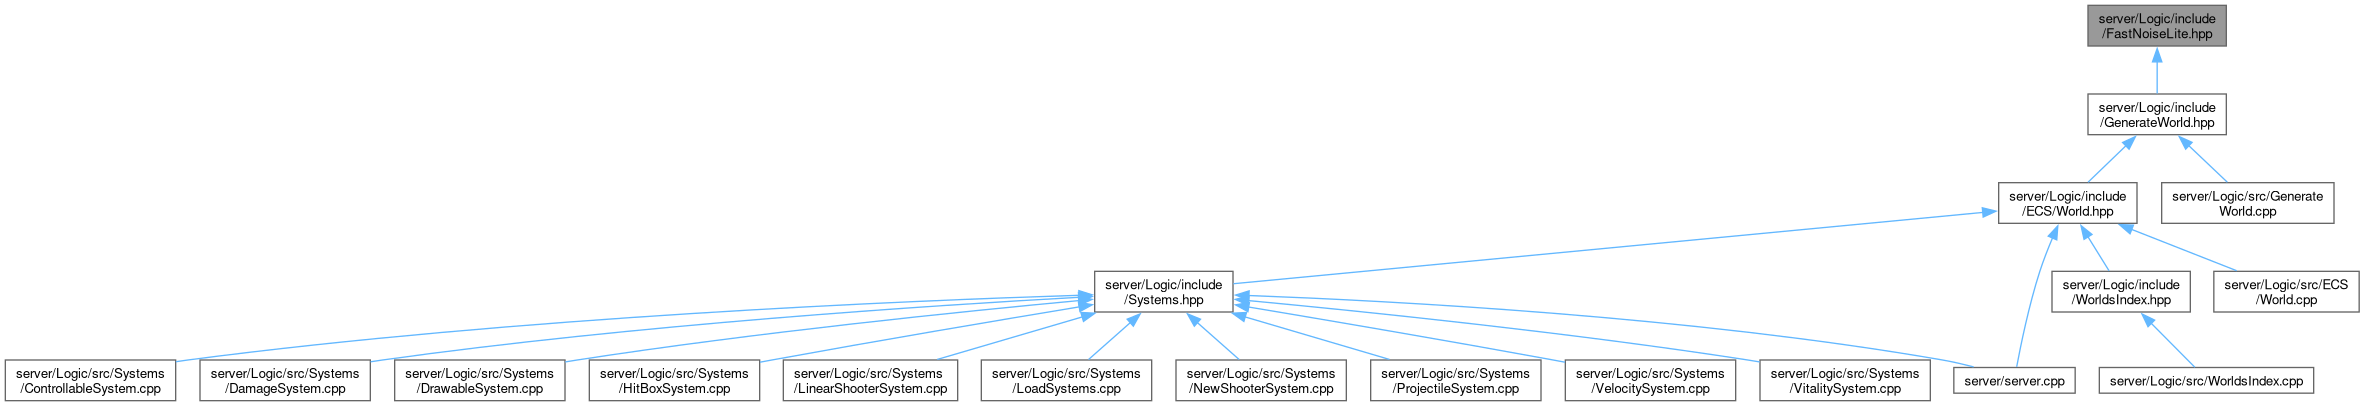 server/Logic/include
/FastNoiseLite.hpp
server/Logic/include
/GenerateWorld.hpp
server/Logic/include
/ECS/World.hpp
server/Logic/src/Generate
World.cpp
server/Logic/include
/Systems.hpp
server/Logic/include
/WorldsIndex.hpp
server/Logic/src/ECS
/World.cpp
server/Logic/src/Systems
/ControllableSystem.cpp
server/Logic/src/Systems
/DamageSystem.cpp
server/Logic/src/Systems
/DrawableSystem.cpp
server/Logic/src/Systems
/HitBoxSystem.cpp
server/Logic/src/Systems
/LinearShooterSystem.cpp
server/Logic/src/Systems
/LoadSystems.cpp
server/Logic/src/Systems
/NewShooterSystem.cpp
server/Logic/src/Systems
/ProjectileSystem.cpp
server/Logic/src/Systems
/VelocitySystem.cpp
server/Logic/src/Systems
/VitalitySystem.cpp
server/server.cpp
server/Logic/src/WorldsIndex.cpp